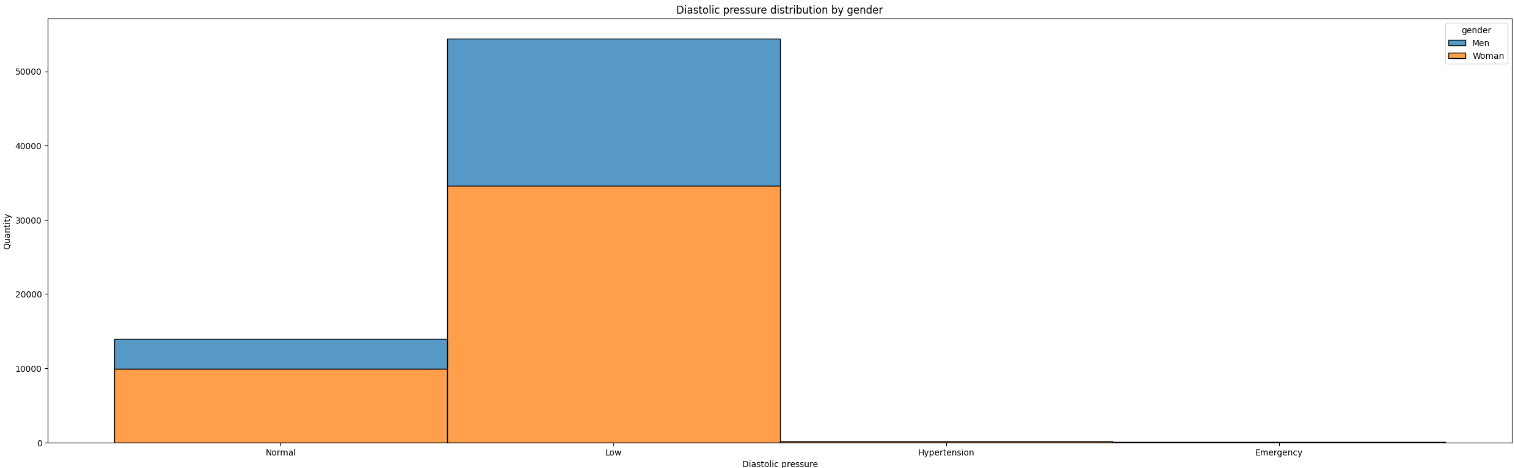 Diastolic pressure distribution by gender
gender
Men
Woman
50000
40000
30000
20000
10000
0
Quantity
Normal
Low
Hypertension
Emergency
Diastolic pressure